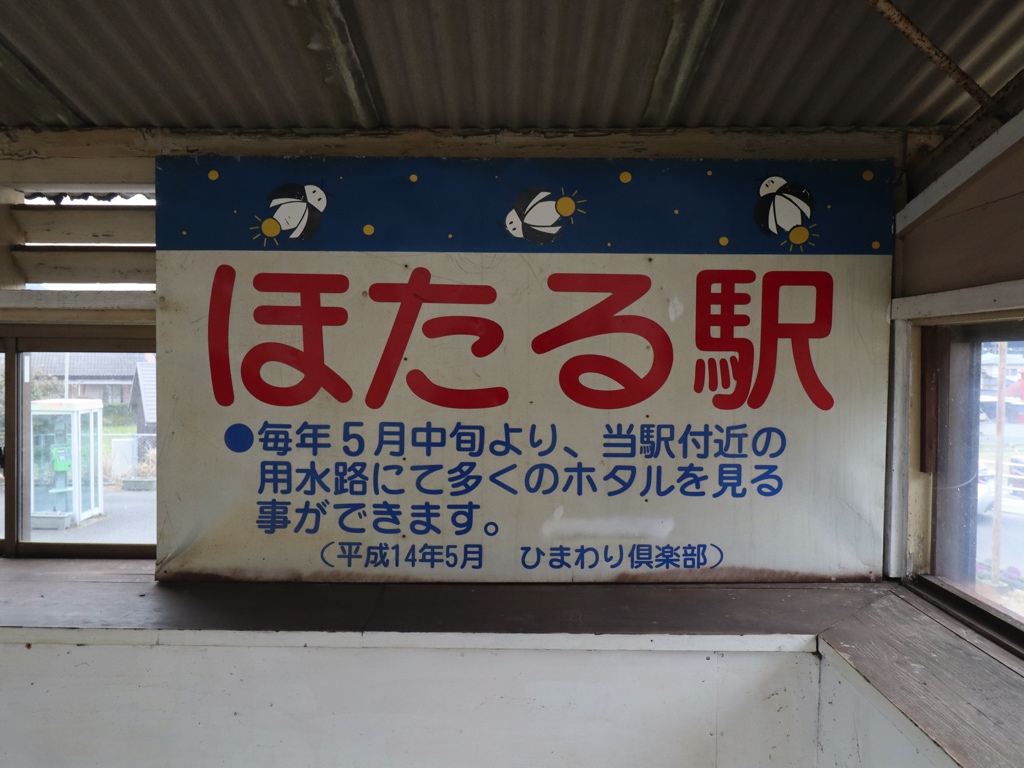 ほたる駅
●毎年5月中旬より、当駅付近の
用水路にて多くのホタルを見る
事ができます。
（平成14年5月　ひまわり倶楽部）